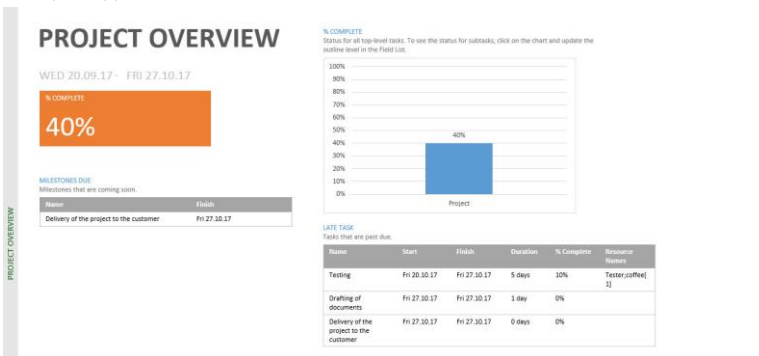 PROJECT OVERVIEW
WED 20.09.17 - FRI 27.10.17
% COMPLETE
40%
MILESTONES DUE
Milestones that are coming soon.
Name Finish
Delivery of the project to the customer Fri 27.10.17
PROJECT OVERVIEW
% COMPLETE
Status for all top-level tasks. To see the status for subtasks, click on the chart and update the
outline level in the Field List.
100%
90%
80%
70%
60%
50%
40%
30%
20%
10%
0%
40%
Project
LATE TASK
Tasks that are past due.
Name Start Finish Duration % Complete Resource
Names
Testing Fri 20.10.17 Fri 27.10.17 5 days 10% Tester;coffee[
1]
Drafting of Fri 27.10.17 Fri 27.10.17 1 day 0%
documents
Delivery of the Fri 27.10.17 Fri 27.10.17 0 days 0%
project to the
customer